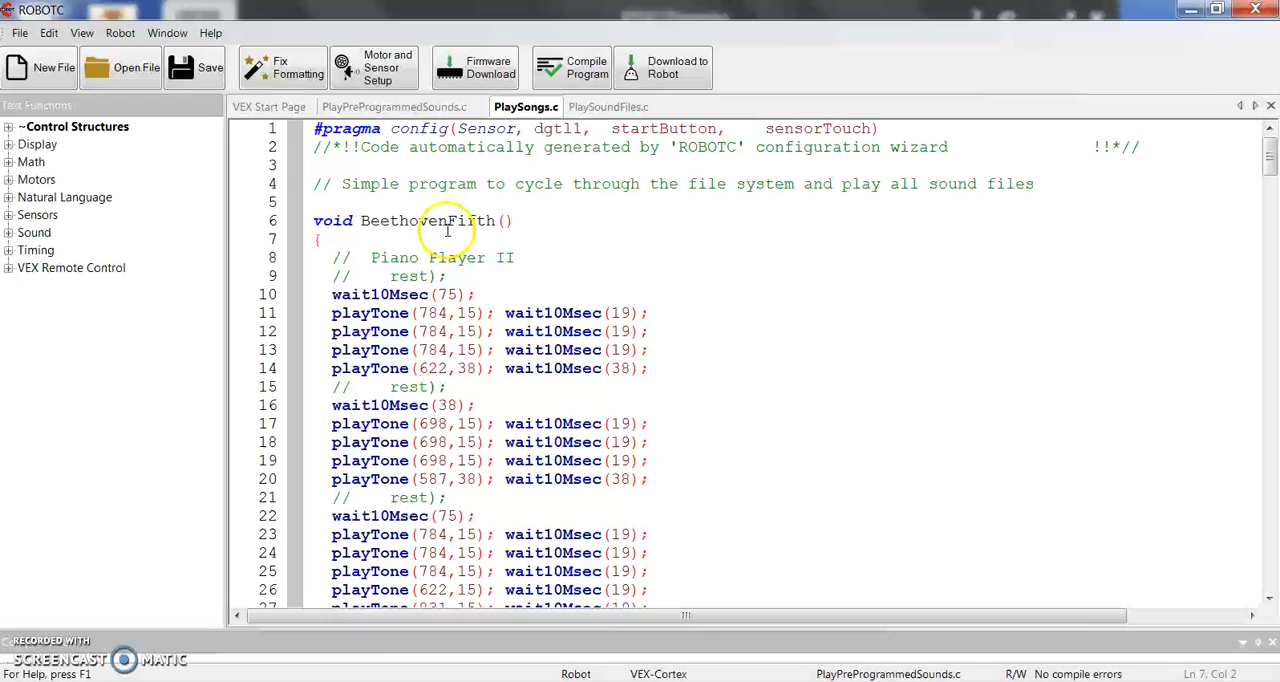 ROBOTC
File Edit View Robot Window Help
New File Open File Save Fix Formatting Motor and Sensor Setup Firmware Download Compile Program Download to Robot
Text Functions
VEX Start Page PlayPreProgrammedSounds.c PlaySongs.c PlaySoundFiles.c
~Control Structures
Display
Math
Motors
Natural Language
Sensors
Sound
Timing
VEX Remote Control
1 #pragma config(Sensor, dgtl1, startButton, sensorTouch)
2 //*!!Code automatically generated by 'ROBOTC' configuration wizard !!*//
3
4 // Simple program to cycle through the file system and play all sound files
5
6 void BeethovenFifth()
7 {
8 // Piano Player II
9 // rest);
10 wait10Msec(75);
11 playTone(784,15); wait10Msec(19);
12 playTone(784,15); wait10Msec(19);
13 playTone(784,15); wait10Msec(19);
14 playTone(622,38); wait10Msec(38);
15 // rest);
16 wait10Msec(38);
17 playTone(698,15); wait10Msec(19);
18 playTone(698,15); wait10Msec(19);
19 playTone(698,15); wait10Msec(19);
20 playTone(587,38); wait10Msec(38);
21 // rest);
22 wait10Msec(75);
23 playTone(784,15); wait10Msec(19);
24 playTone(784,15); wait10Msec(19);
25 playTone(784,15); wait10Msec(19);
26 playTone(622,15); wait10Msec(19);
27 playTone(831,15); wait10Msec(19);
RECORDED WITH
SCREENCAST MATIC
For Help, press F1 Robot VEX-Cortex PlayPreProgrammedSounds.c R/W No compile errors Ln 7, Col 2